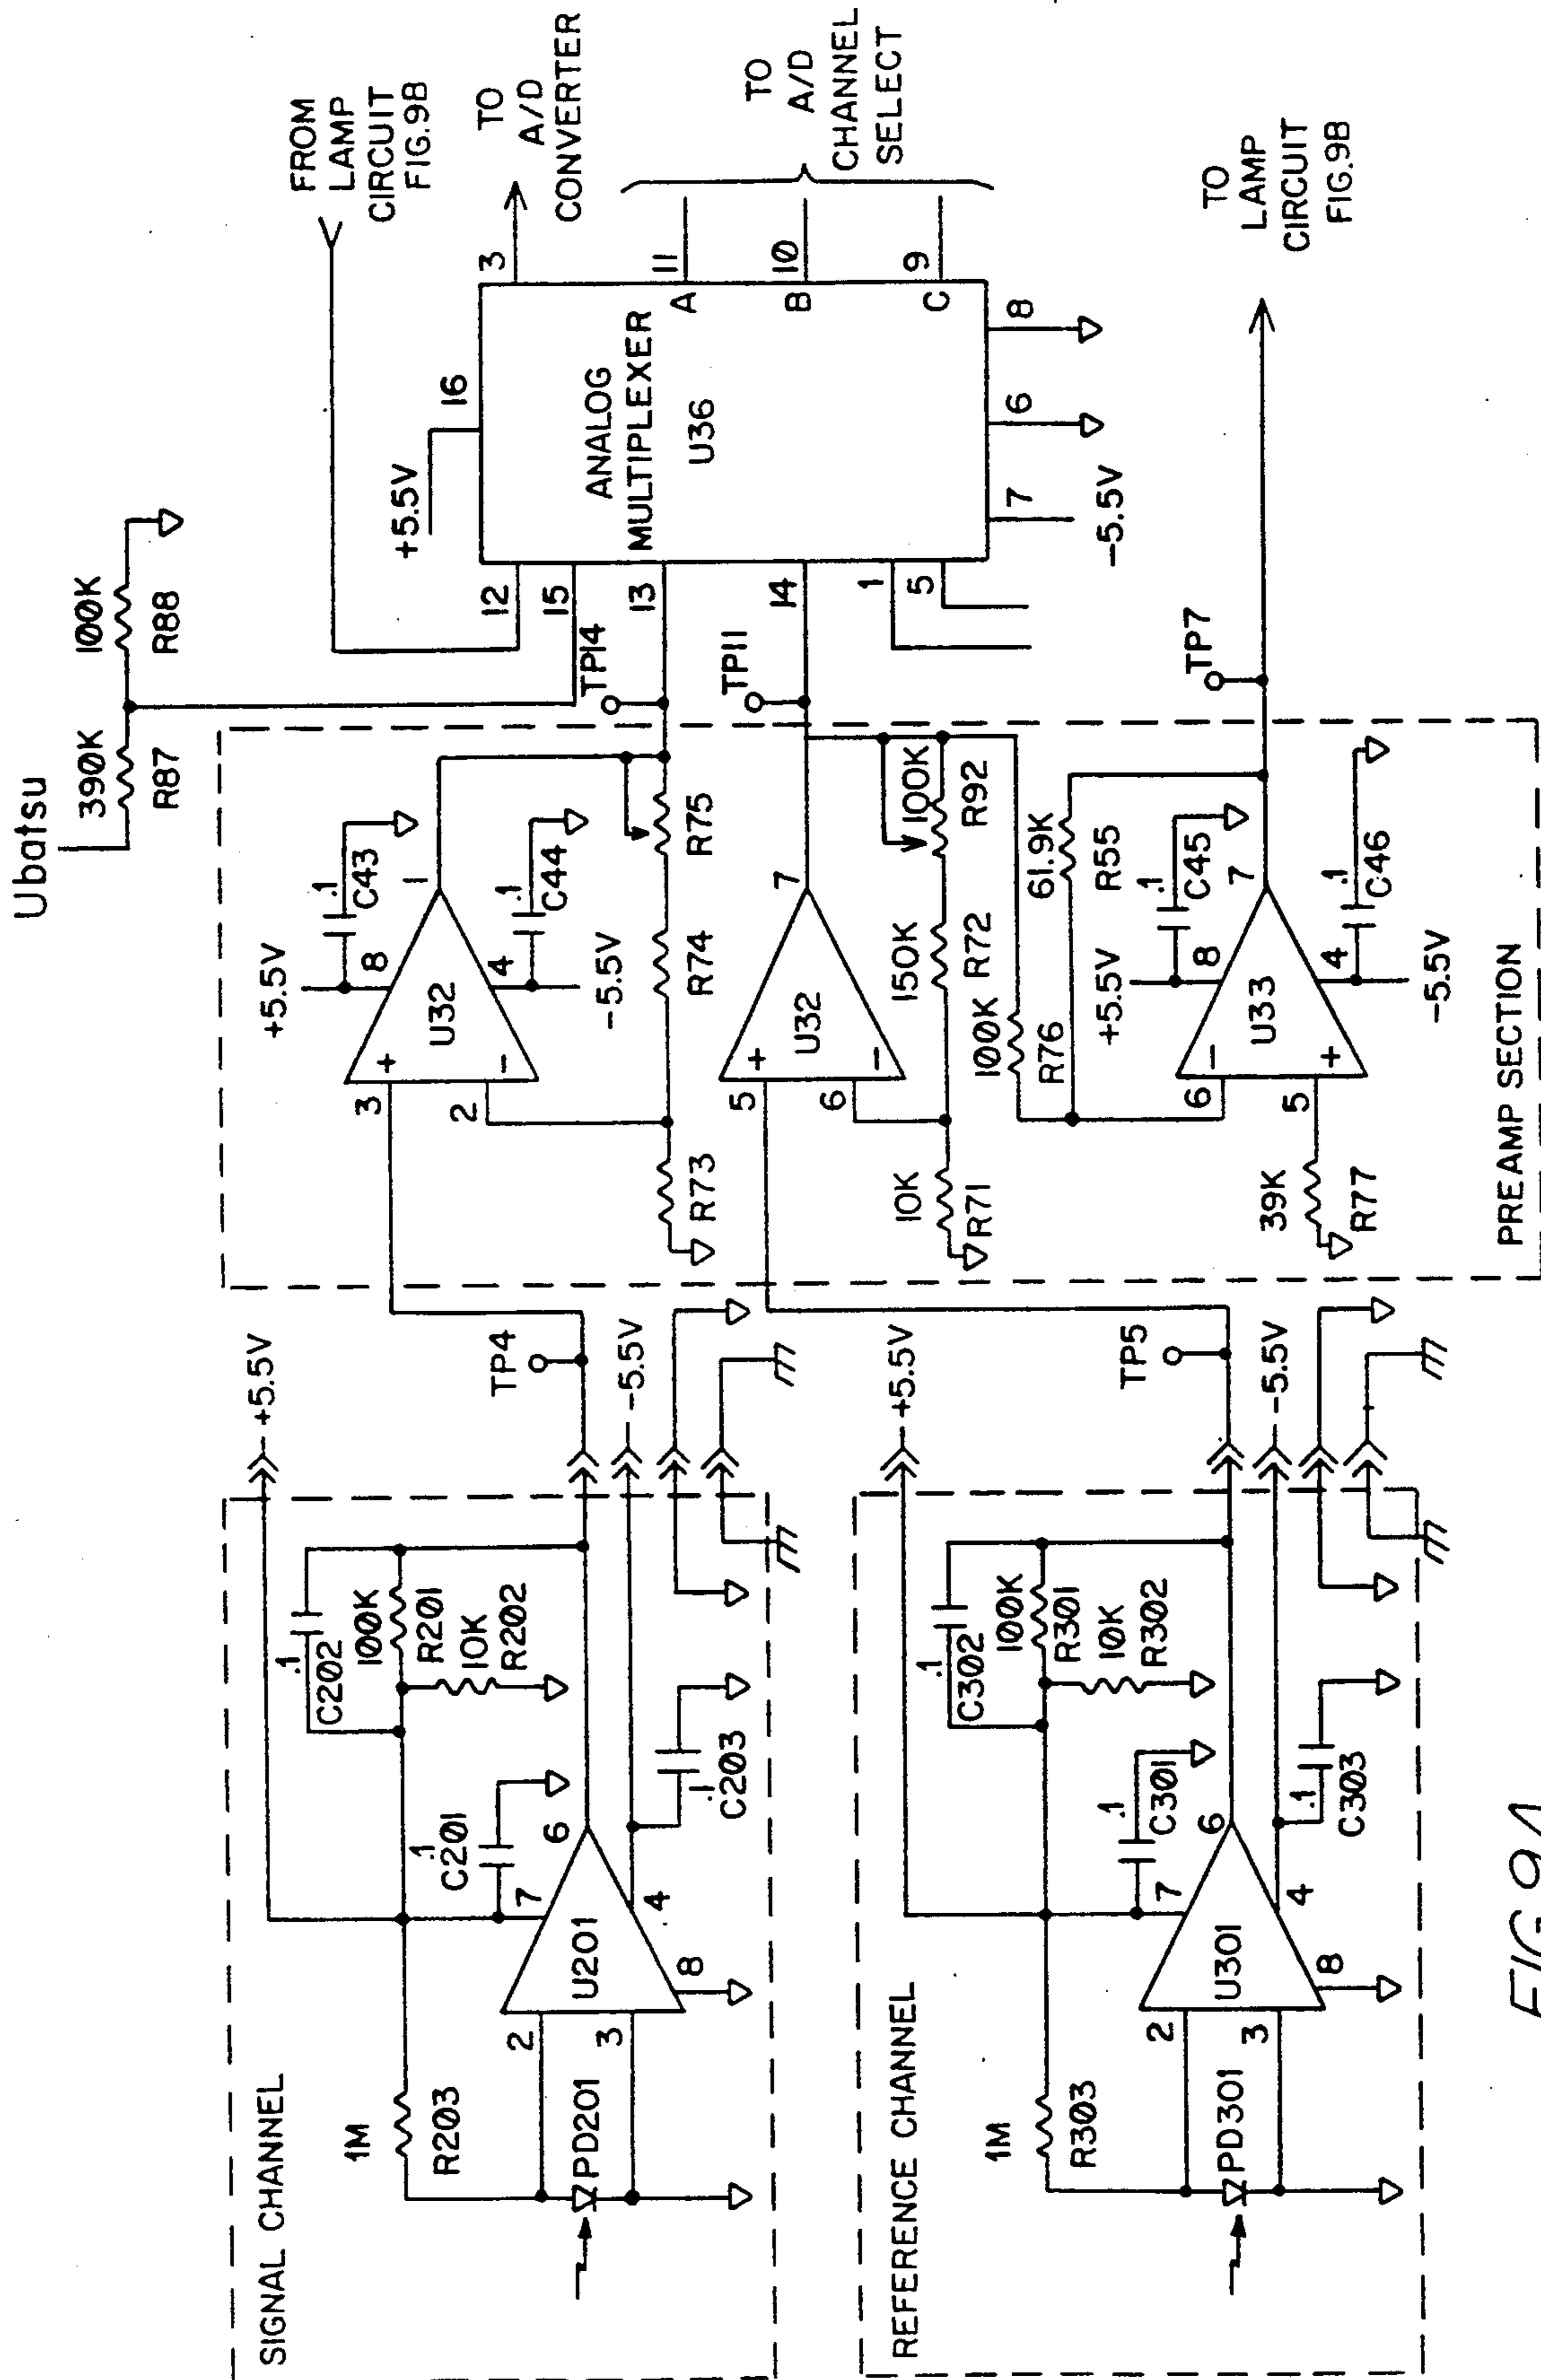 SIGNAL CHANNEL
1M
R203
PD201
2
3
U201
7
6
4
8
.1
C201
.1
C202
100K
R201
10K
R202
.1
C203
+5.5V
TP4
-5.5V
REFERENCE CHANNEL
1M
R303
PD301
2
3
U301
7
6
4
8
.1
C301
.1
C302
100K
R301
10K
R302
.1
C303
+5.5V
TP5
-5.5V
PREAMP SECTION
3
2
+
-
U32
+5.5V
8
.1
C43
1
4
.1
C44
-5.5V
R73
R74
R75
5
6
+
-
U32
7
10K
R71
150K
R72
100K
R92
100K
R76
61.9K
R55
6
5
-
+
U33
+5.5V
8
.1
C45
7
4
.1
C46
-5.5V
39K
R77
Ubatsu
390K
R87
100K
R88
TP14
TP11
TP7
12
15
13
14
1
5
+5.5V
16
ANALOG
MULTIPLEXER
U36
3
11
A
10
B
9
C
7
6
8
-5.5V
FROM
LAMP
CIRCUIT
FIG.9B
TO
A/D
CONVERTER
TO
A/D
CHANNEL
SELECT
TO
LAMP
CIRCUIT
FIG.9B
FIG.9A